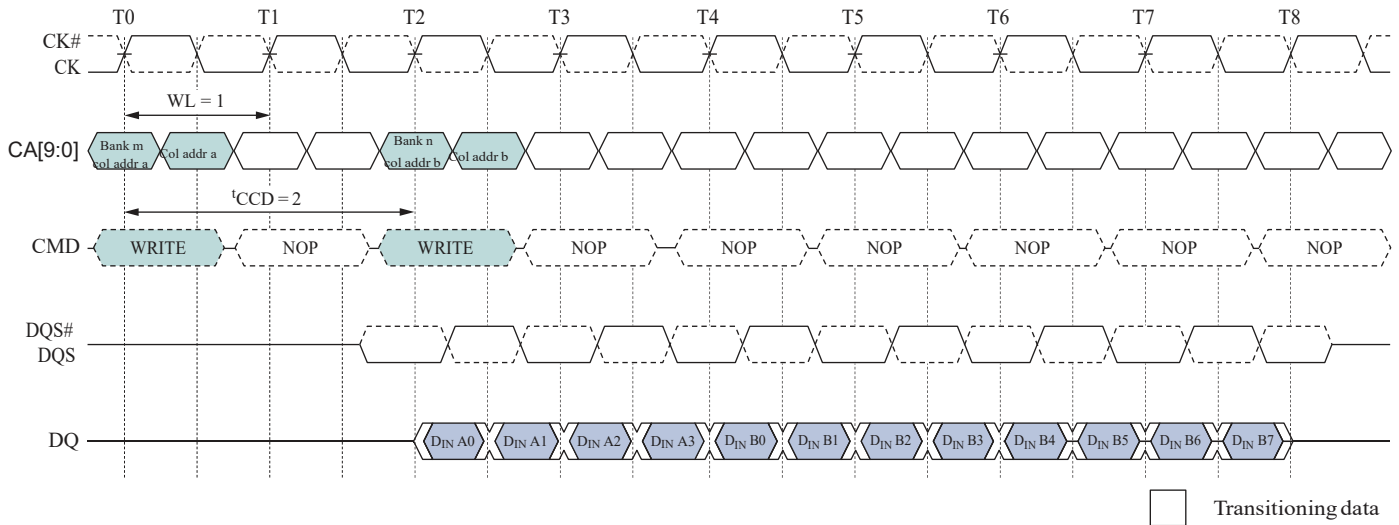 T0 T1 T2 T3 T4 T5 T6 T7 T8
CK#
CK
WL = 1
CA[9:0]
Bank m
col addr a
Col addr a
Bank n
col addr b
Col addr b
tCCD = 2
CMD
WRITE NOP WRITE NOP NOP NOP NOP NOP NOP
DQS#
DQS
DQ
DIN A0 DIN A1 DIN A2 DIN A3 DIN B0 DIN B1 DIN B2 DIN B3 DIN B4 DIN B5 DIN B6 DIN B7
Transitioning data